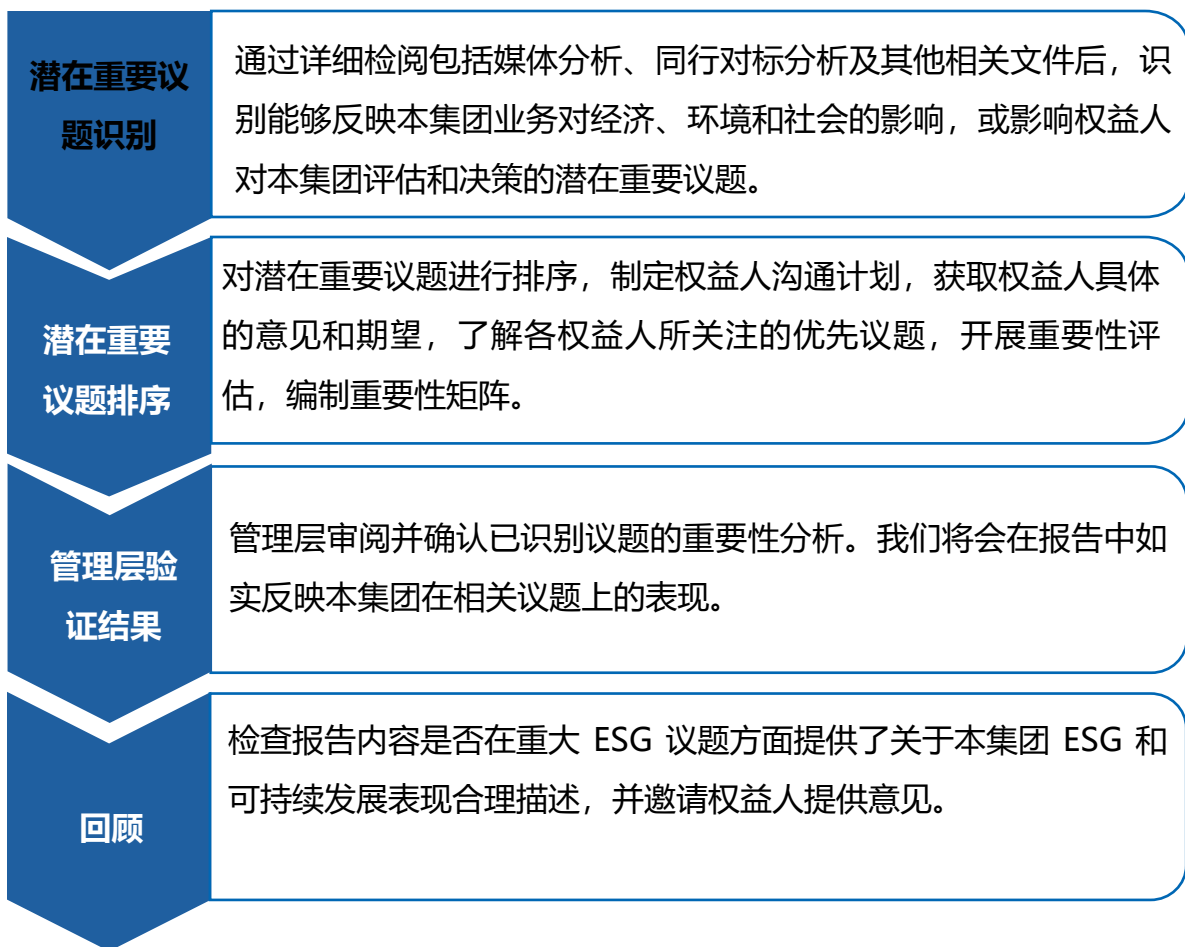 潜在重要议
题识别
通过详细检阅包括媒体分析、同行对标分析及其他相关文件后，识
别能够反映本集团业务对经济、环境和社会的影响，或影响权益人
对本集团评估和决策的潜在重要议题。
潜在重要
议题排序
对潜在重要议题进行排序，制定权益人沟通计划，获取权益人具体
的意见和期望，了解各权益人所关注的优先议题，开展重要性评
估，编制重要性矩阵。
管理层验
证结果
管理层审阅并确认已识别议题的重要性分析。我们将会在报告中如
实反映本集团在相关议题上的表现。
回顾
检查报告内容是否在重大 ESG 议题方面提供了关于本集团 ESG 和
可持续发展表现合理描述，并邀请权益人提供意见。